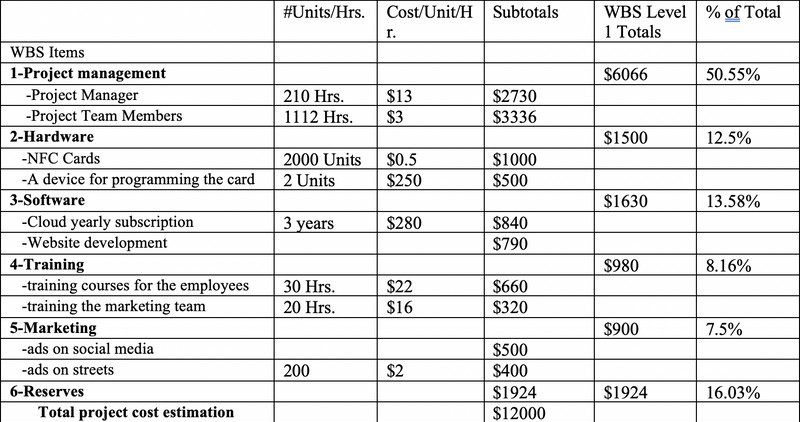 #Units/Hrs. Cost/Unit/H Subtotals WBS Level % of Total
r. 1 Totals
WBS Items
1-Project management $6066 50.55%
-Project Manager 210 Hrs. $13 $2730
-Project Team Members 1112 Hrs. $3 $3336
2-Hardware $1500 12.5%
-NFC Cards 2000 Units $0.5 $1000
-A device for programming the card 2 Units $250 $500
3-Software $1630 13.58%
-Cloud yearly subscription 3 years $280 $840
-Website development $790
4-Training $980 8.16%
-training courses for the employees 30 Hrs. $22 $660
-training the marketing team 20 Hrs. $16 $320
5-Marketing $900 7.5%
-ads on social media $500
-ads on streets 200 $2 $400
6-Reserves $1924 $1924 16.03%
Total project cost estimation $12000